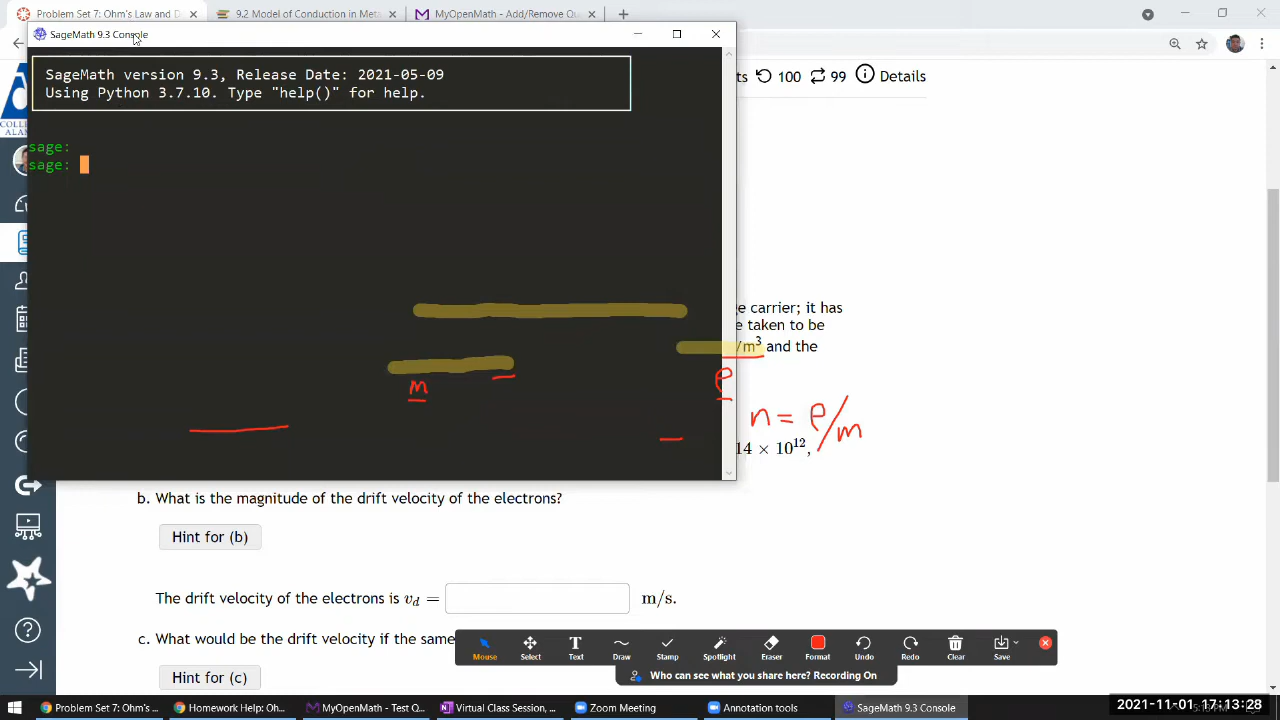 Problem Set 7: Ohm's Law and D
9.2 Model of Conduction in Meta
MyOpenMath - Add/Remove Que
SageMath 9.3 Console
ts 100 99 Details
SageMath version 9.3, Release Date: 2021-05-09
Using Python 3.7.10. Type "help()" for help.
COLLE
ALAM
sage:
sage:
ge carrier; it has
e taken to be
/m³ and the
m
ρ
n = ρ/m
14 × 10¹²,
b. What is the magnitude of the drift velocity of the electrons?
Hint for (b)
The drift velocity of the electrons is v_d = m/s.
c. What would be the drift velocity if the same
Hint for (c)
Mouse Select Text Draw Stamp Spotlight Eraser Format Undo Redo Clear Save
Who can see what you share here? Recording On
Problem Set 7: Ohm's... Homework Help: Oh... MyOpenMath - Test Q... Virtual Class Session, ... Zoom Meeting Annotation tools SageMath 9.3 Console
2021-11-01 17:13:28